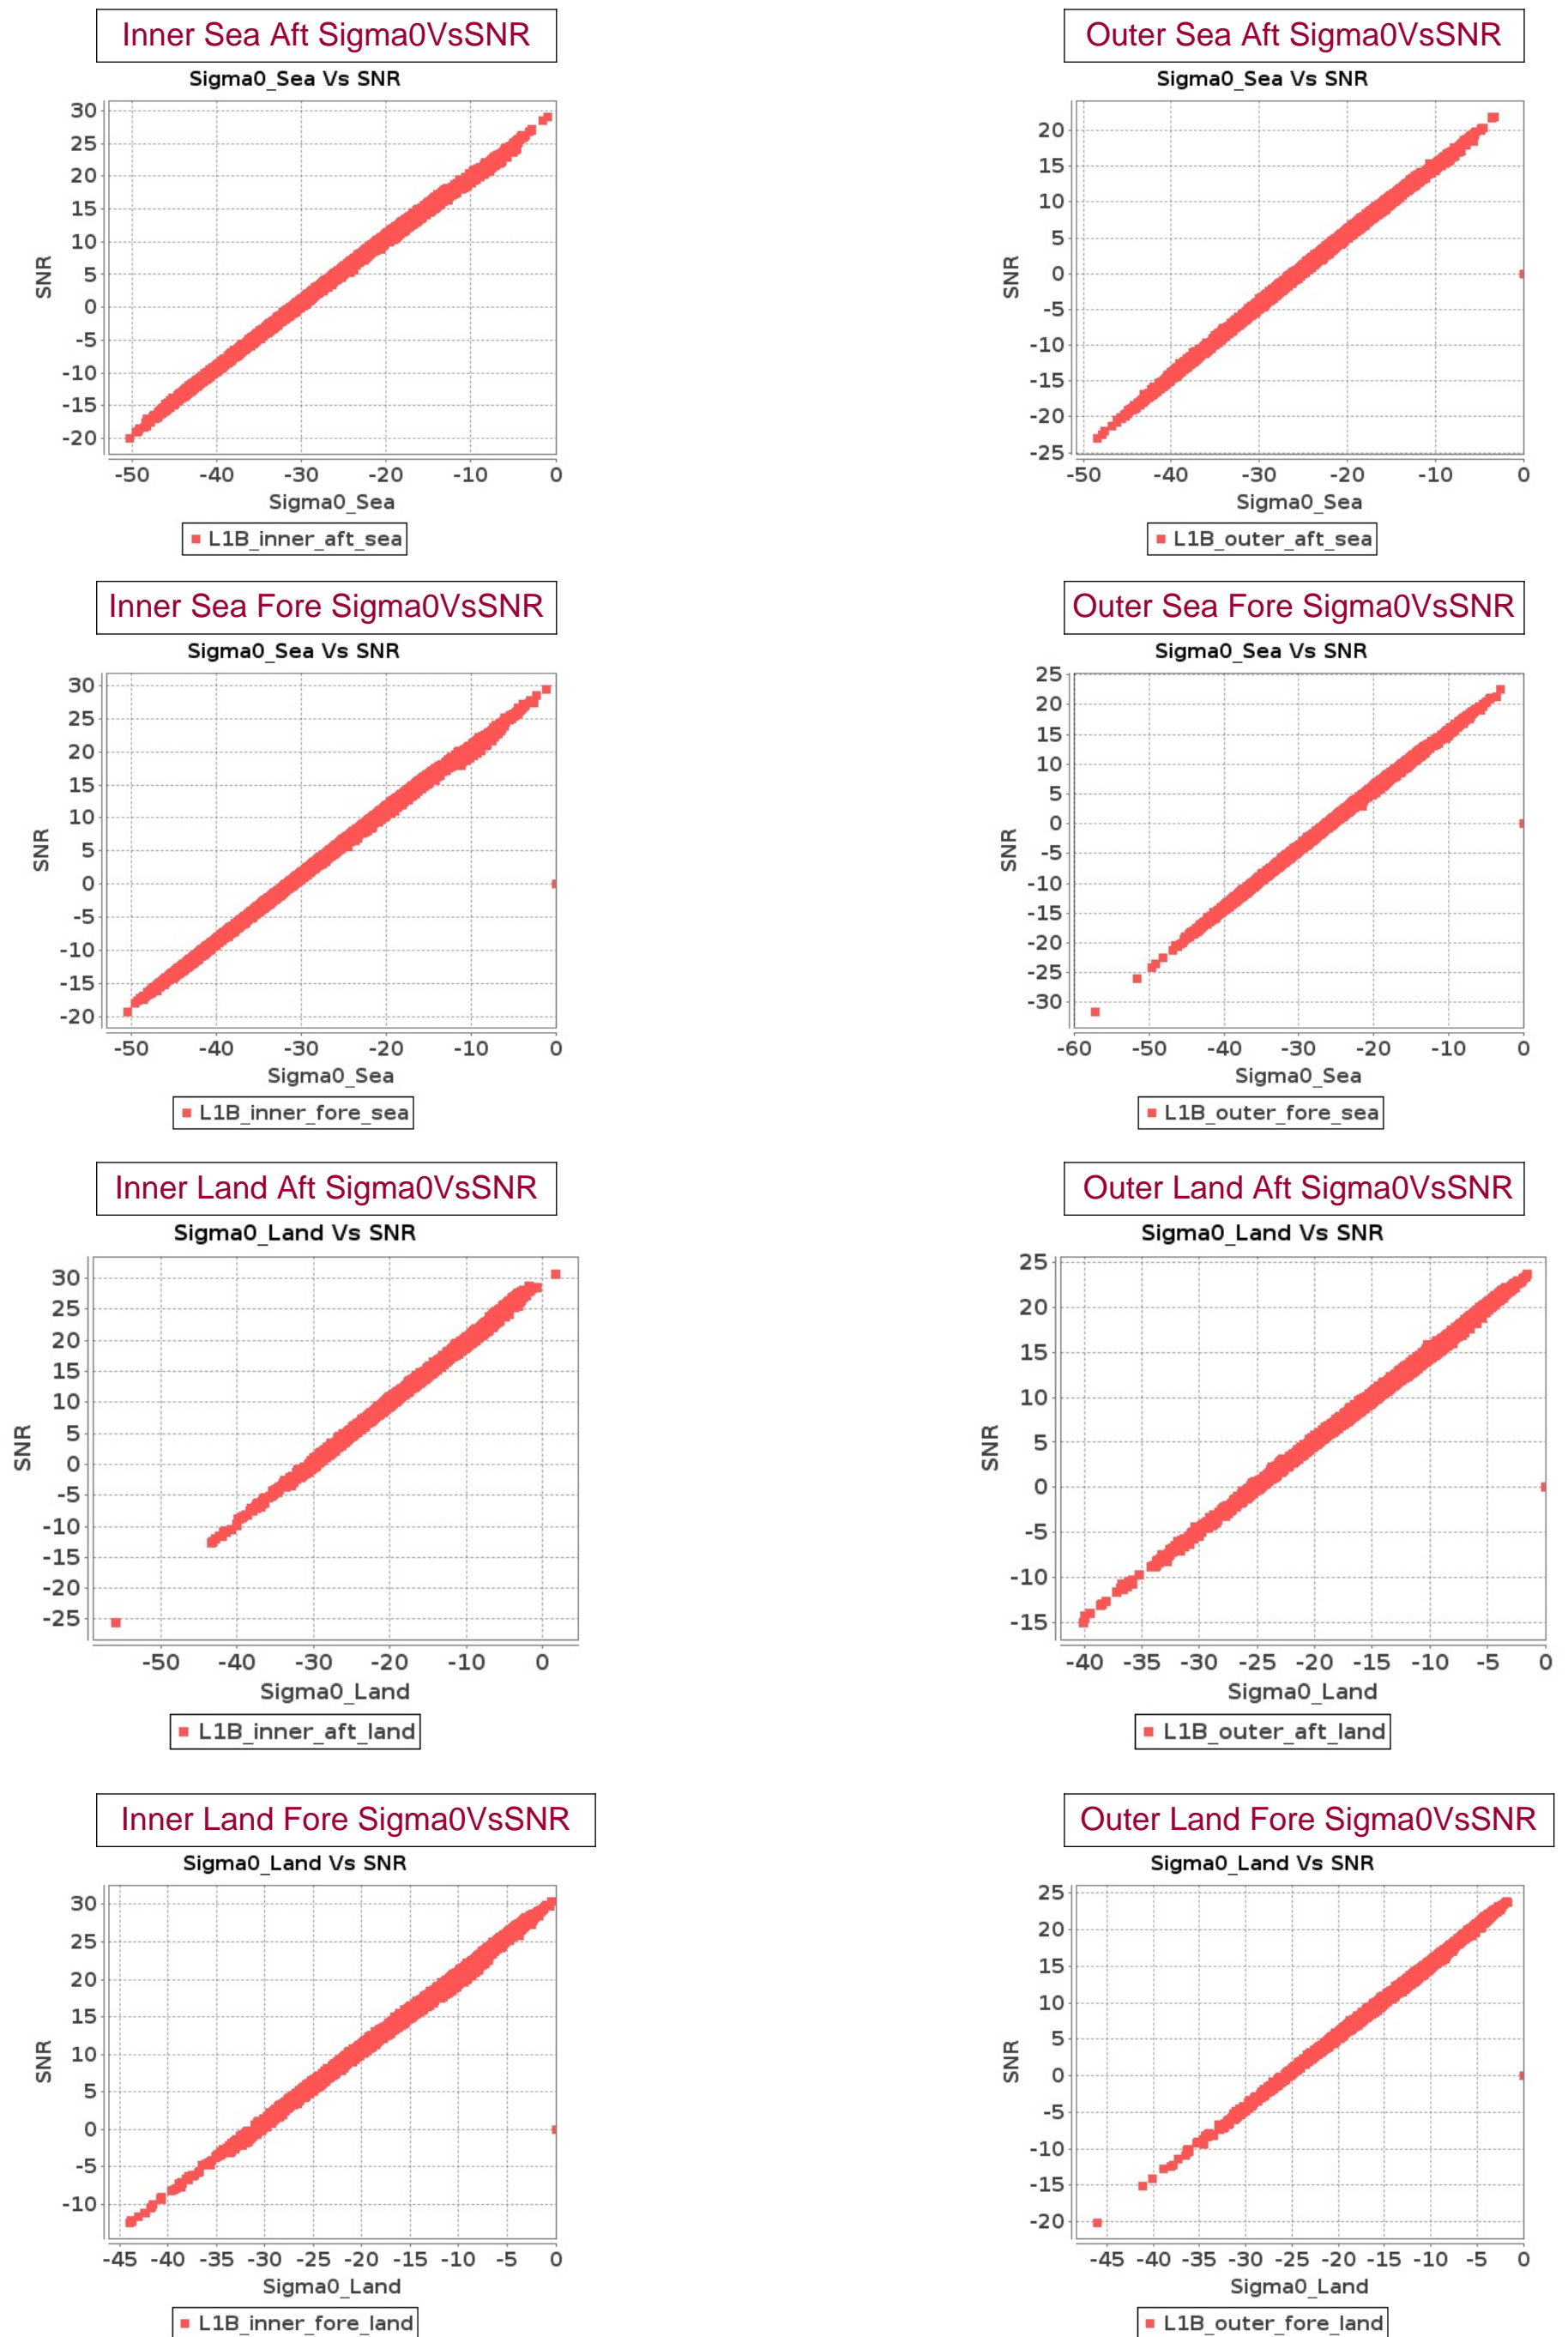 Inner Sea Aft Sigma0VsSNR
Sigma0_Sea Vs SNR
30
25
20
15
10
5
0
-5
-10
-15
-20
SNR
-50 -40 -30 -20 -10 0
Sigma0_Sea
L1B_inner_aft_sea
Outer Sea Aft Sigma0VsSNR
Sigma0_Sea Vs SNR
20
15
10
5
0
-5
-10
-15
-20
-25
SNR
-50 -40 -30 -20 -10 0
Sigma0_Sea
L1B_outer_aft_sea
Inner Sea Fore Sigma0VsSNR
Sigma0_Sea Vs SNR
30
25
20
15
10
5
0
-5
-10
-15
-20
SNR
-50 -40 -30 -20 -10 0
Sigma0_Sea
L1B_inner_fore_sea
Outer Sea Fore Sigma0VsSNR
Sigma0_Sea Vs SNR
25
20
15
10
5
0
-5
-10
-15
-20
-25
-30
SNR
-60 -50 -40 -30 -20 -10 0
Sigma0_Sea
L1B_outer_fore_sea
Inner Land Aft Sigma0VsSNR
Sigma0_Land Vs SNR
30
25
20
15
10
5
0
-5
-10
-15
-20
-25
SNR
-50 -40 -30 -20 -10 0
Sigma0_Land
L1B_inner_aft_land
Outer Land Aft Sigma0VsSNR
Sigma0_Land Vs SNR
25
20
15
10
5
0
-5
-10
-15
SNR
-40 -35 -30 -25 -20 -15 -10 -5 0
Sigma0_Land
L1B_outer_aft_land
Inner Land Fore Sigma0VsSNR
Sigma0_Land Vs SNR
30
25
20
15
10
5
0
-5
-10
SNR
-45 -40 -35 -30 -25 -20 -15 -10 -5 0
Sigma0_Land
L1B_inner_fore_land
Outer Land Fore Sigma0VsSNR
Sigma0_Land Vs SNR
25
20
15
10
5
0
-5
-10
-15
-20
SNR
-45 -40 -35 -30 -25 -20 -15 -10 -5 0
Sigma0_Land
L1B_outer_fore_land